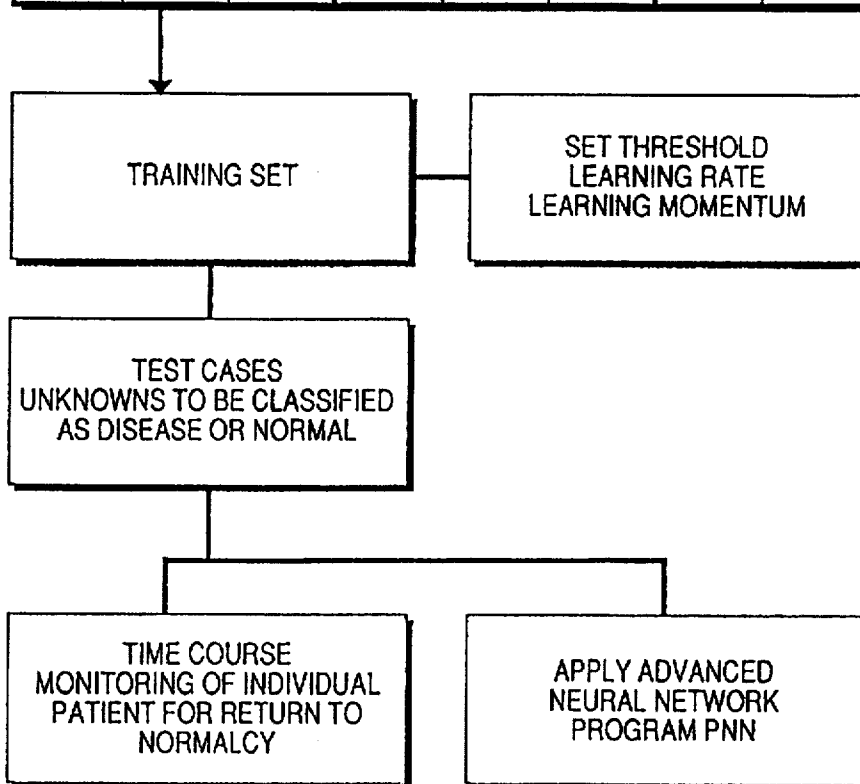 TRAINING SET
SET THRESHOLD
LEARNING RATE
LEARNING MOMENTUM
TEST CASES
UNKNOWNS TO BE CLASSIFIED
AS DISEASE OR NORMAL
TIME COURSE
MONITORING OF INDIVIDUAL
PATIENT FOR RETURN TO
NORMALCY
APPLY ADVANCED
NEURAL NETWORK
PROGRAM PNN